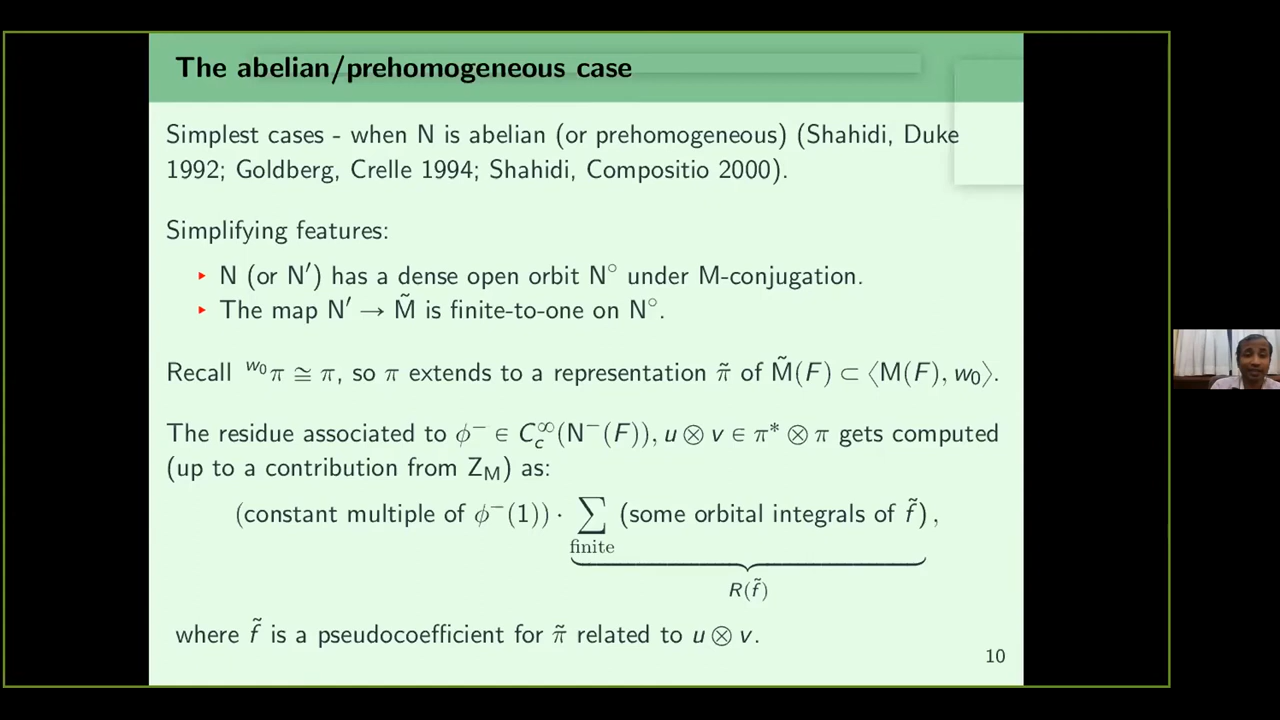 The abelian/prehomogeneous case
Simplest cases - when N is abelian (or prehomogeneous) (Shahidi, Duke
1992; Goldberg, Crelle 1994; Shahidi, Compositio 2000).
Simplifying features:
▸ N (or N′) has a dense open orbit N° under M-conjugation.
▸ The map N′ → M̃ is finite-to-one on N°.
Recall ʷ⁰π ≅ π, so π extends to a representation π̃ of M̃(F) ⊂ ⟨M(F), w₀⟩.
The residue associated to ϕ⁻ ∈ C_c^∞(N⁻(F)), u ⊗ v ∈ π* ⊗ π gets computed
(up to a contribution from Z_M) as:
(constant multiple of ϕ⁻(1)) · ∑ (some orbital integrals of f̃) ,
finite
R(f̃)
where f̃ is a pseudocoefficient for π̃ related to u ⊗ v.
10